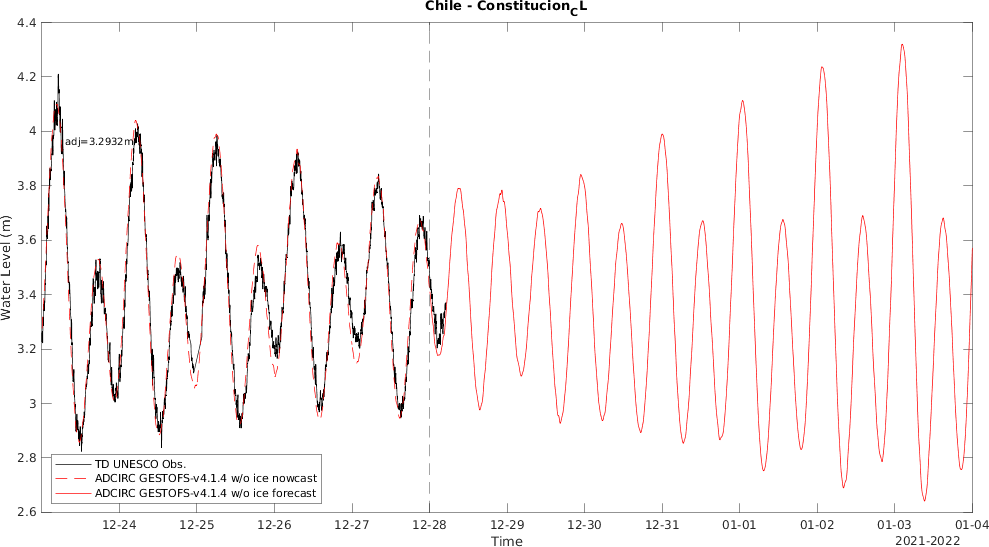 Chile - Constitucion_CL
4.4
4.2
4
3.8
3.6
3.4
3.2
3
2.8
2.6
Water Level (m)
adj=3.2932m
TD UNESCO Obs.
ADCIRC GESTOFS-v4.1.4 w/o ice nowcast
ADCIRC GESTOFS-v4.1.4 w/o ice forecast
12-24 12-25 12-26 12-27 12-28 12-29 12-30 12-31 01-01 01-02 01-03 01-04
Time
2021-2022